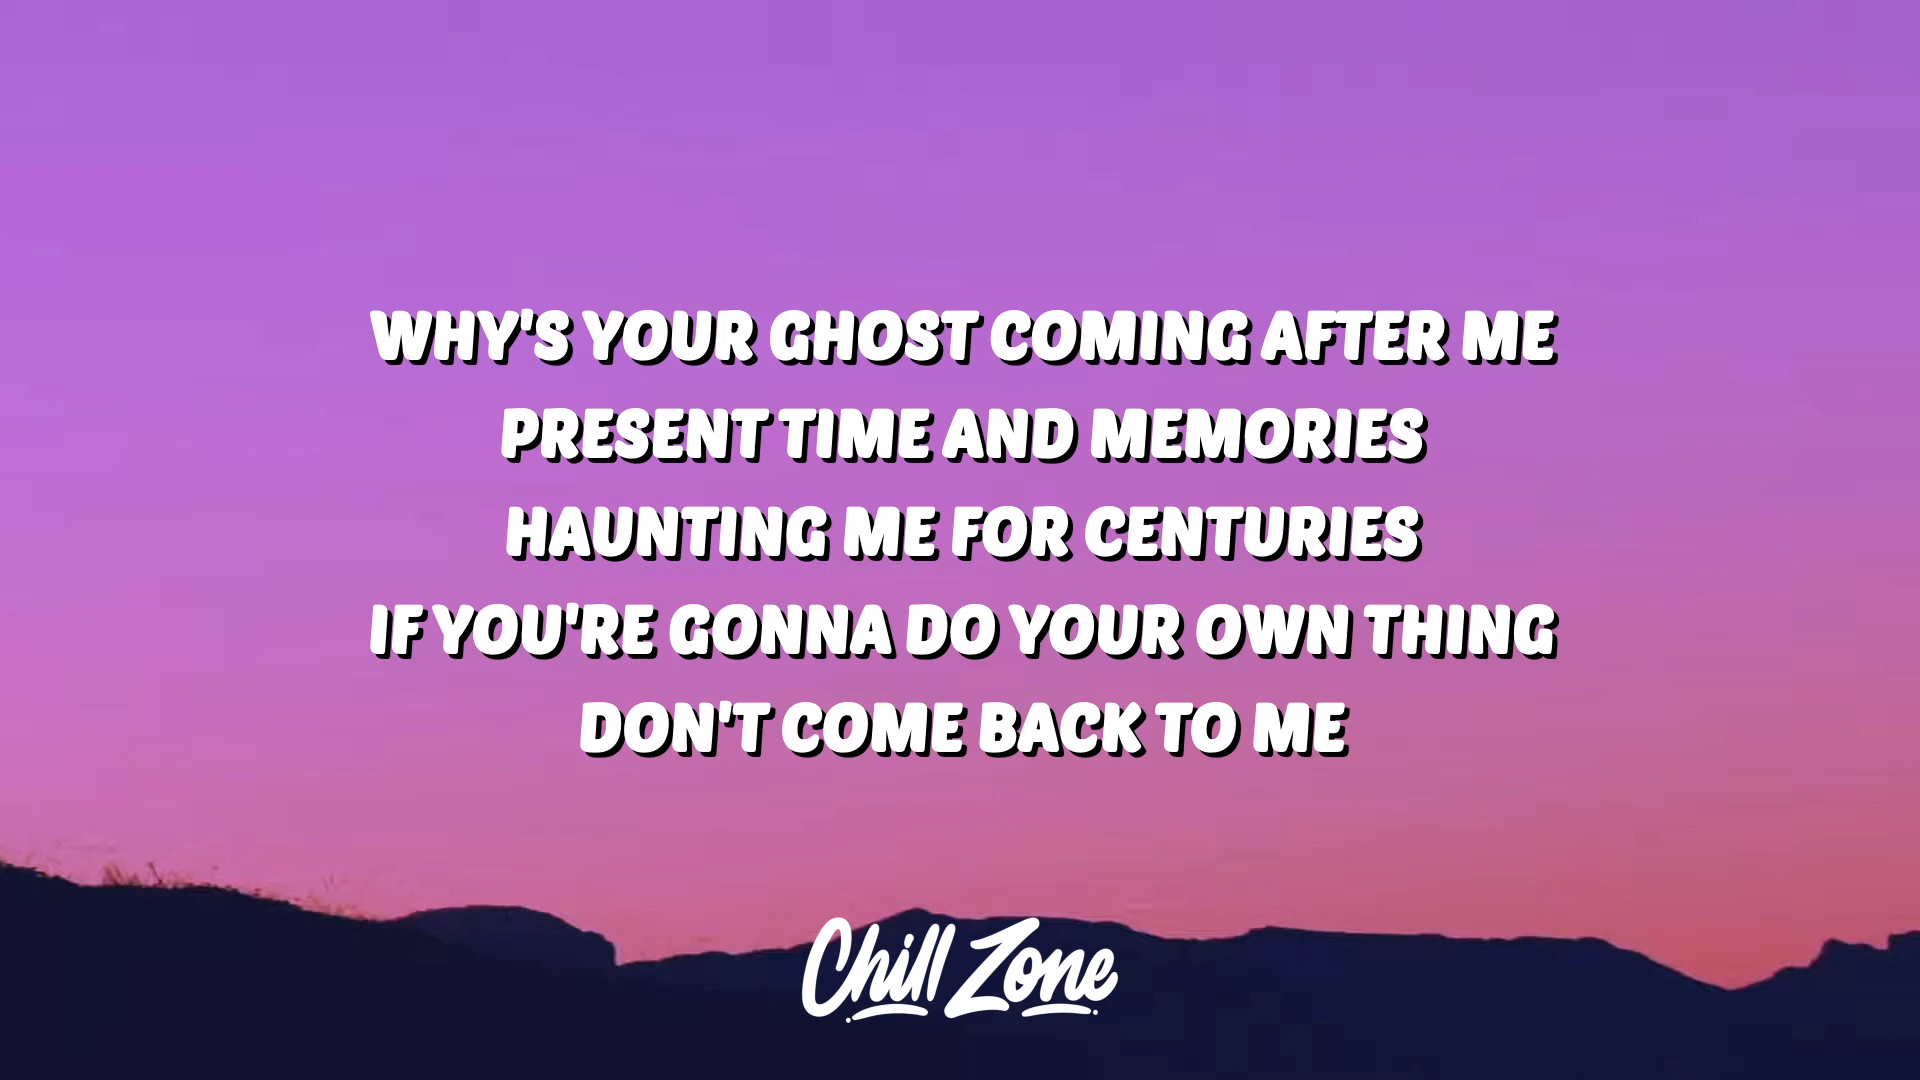 WHY'S YOUR GHOST COMING AFTER ME
PRESENT TIME AND MEMORIES
HAUNTING ME FOR CENTURIES
IF YOU'RE GONNA DO YOUR OWN THING
DON'T COME BACK TO ME
Chill Zone